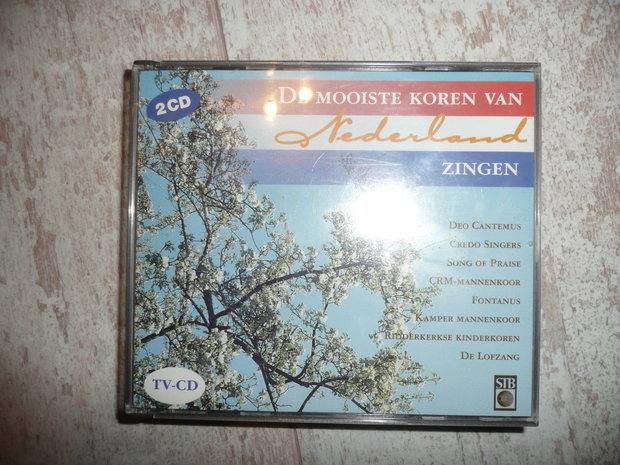 2CD
DE MOOISTE KOREN VAN
Nederland
ZINGEN
DEO CANTEMUS
CREDO SINGERS
SONG OF PRAISE
CRM-MANNENKOOR
FONTANUS
KAMPER MANNENKOOR
RIDDERKERKSE KINDERKOREN
DE LOFZANG
TV-CD
STB